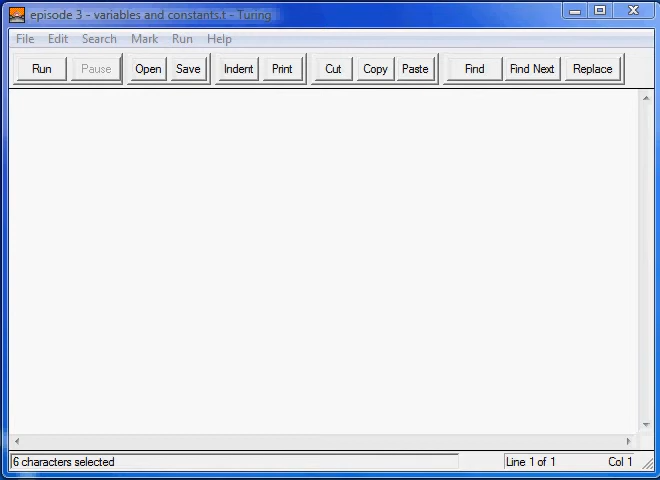 episode 3 - variables and constants.t - Turing
File Edit Search Mark Run Help
Run Pause Open Save Indent Print Cut Copy Paste Find Find Next Replace
6 characters selected Line 1 of 1 Col 1